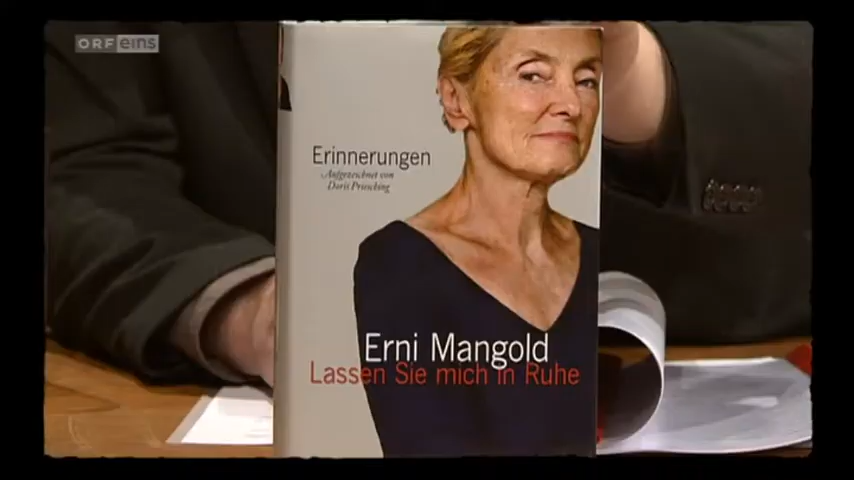 ORF eins
Erinnerungen
Aufgezeichnet von
Doris Priesching
Erni Mangold
Lassen Sie mich in Ruhe